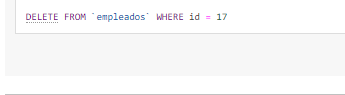 DELETE FROM `empleados` WHERE id = 17